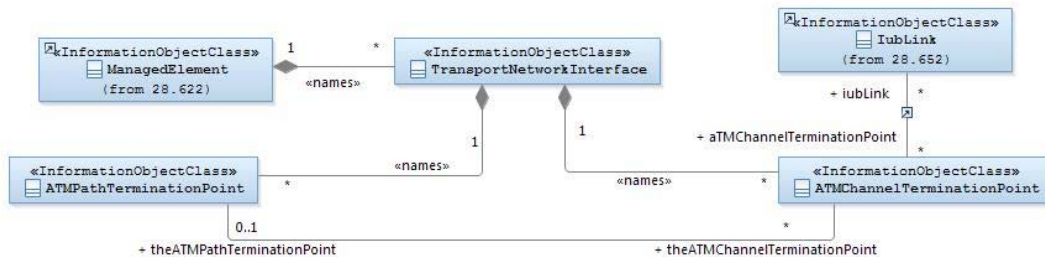 «InformationObjectClass»
ManagedElement
(from 28.622)
1
*
«names»
«InformationObjectClass»
TransportNetworkInterface
«InformationObjectClass»
IubLink
(from 28.652)
+ iubLink
*
+ aTMChannelTerminationPoint
*
1
«names»
*
1
«names»
*
«InformationObjectClass»
ATMPathTerminationPoint
«InformationObjectClass»
ATMChannelTerminationPoint
0..1
+ theATMPathTerminationPoint
*
+ theATMChannelTerminationPoint